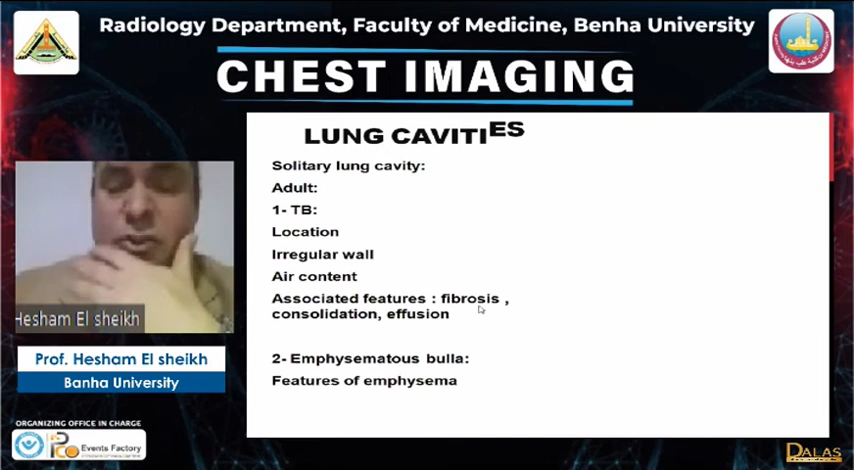 Radiology Department, Faculty of Medicine, Benha University
CHEST IMAGING
LUNG CAVITIES
Solitary lung cavity:
Adult:
1- TB:
Location
Irregular wall
Air content
Associated features : fibrosis ,
consolidation, effusion
2- Emphysematous bulla:
Features of emphysema
Hesham El sheikh
Prof. Hesham El sheikh
Banha University
ORGANIZING OFFICE IN CHARGE
Events Factory
DALAS